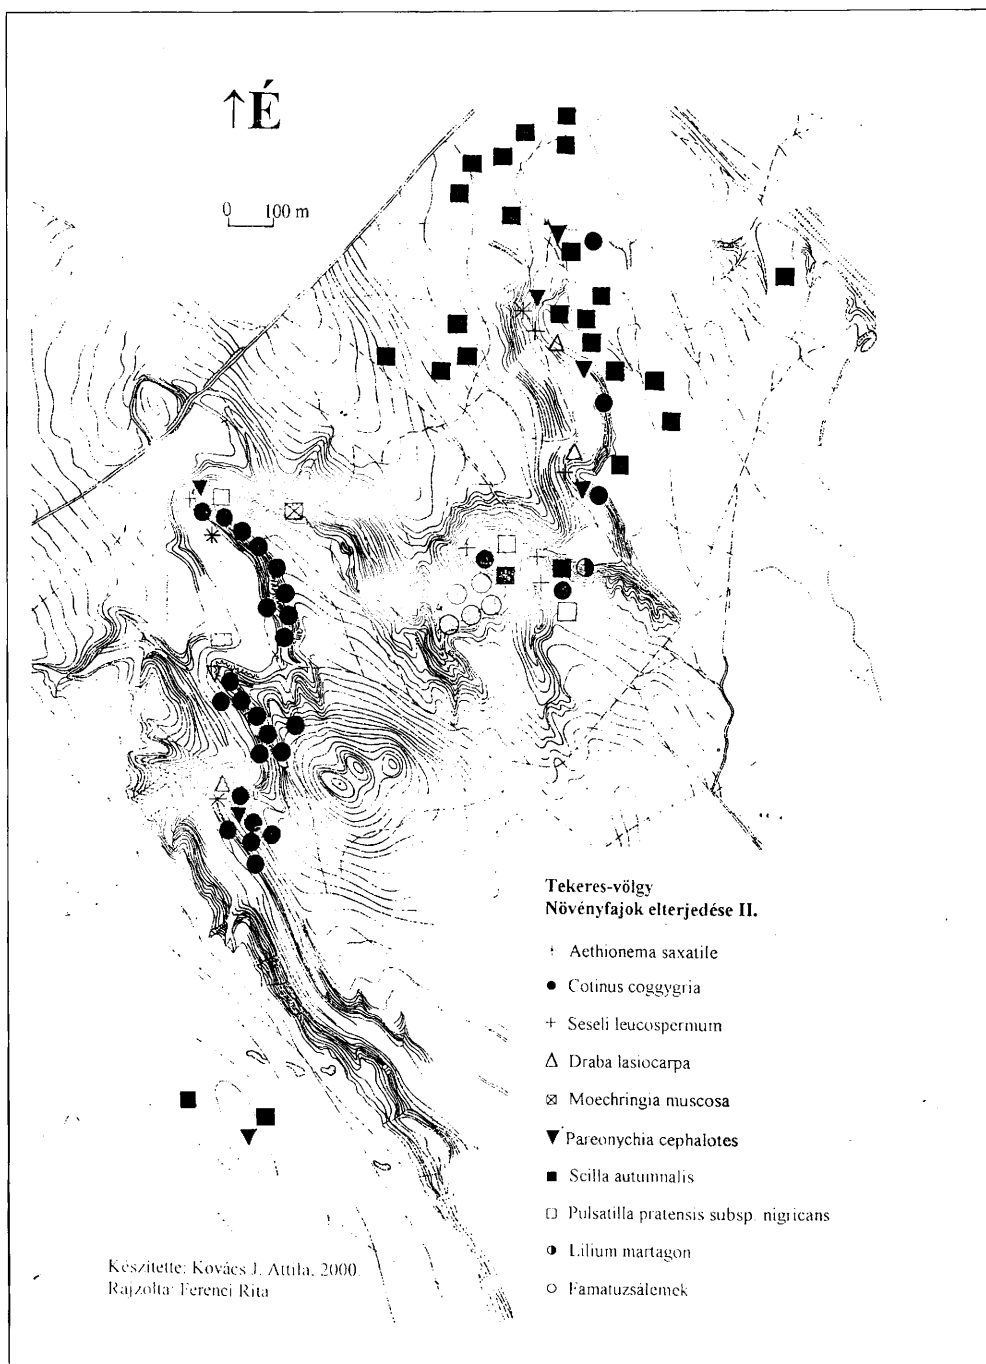 ↑É
0 100 m
Tekeres-völgy
Növényfajok elterjedése II.
Aethionema saxatile
Cotinus coggygria
Seseli leucospermum
Draba lasiocarpa
Moechringia muscosa
Pareonychia cephalotes
Scilla autumnalis
Pulsatilla pratensis subsp. nigricans
Lilium martagon
Famatuzsálemek
Készítette: Kovács J. Attila, 2000.
Rajzolta: Ferenci Rita